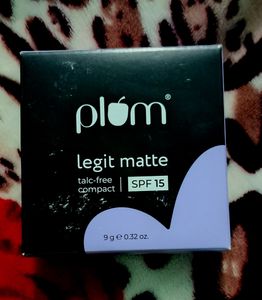 plum®
legit matte
talc-free
compact | SPF 15
9 g ℮ 0.32 oz.